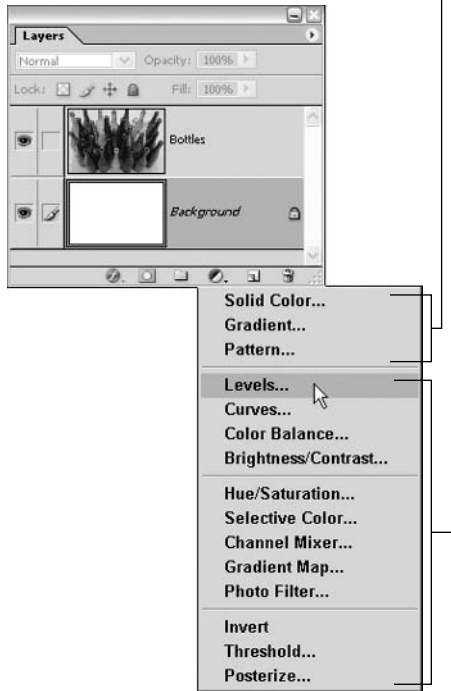 Layers
Normal Opacity: 100%
Lock: Fill: 100%
Bottles
Background
Solid Color...
Gradient...
Pattern...
Levels...
Curves...
Color Balance...
Brightness/Contrast...
Hue/Saturation...
Selective Color...
Channel Mixer...
Gradient Map...
Photo Filter...
Invert
Threshold...
Posterize...